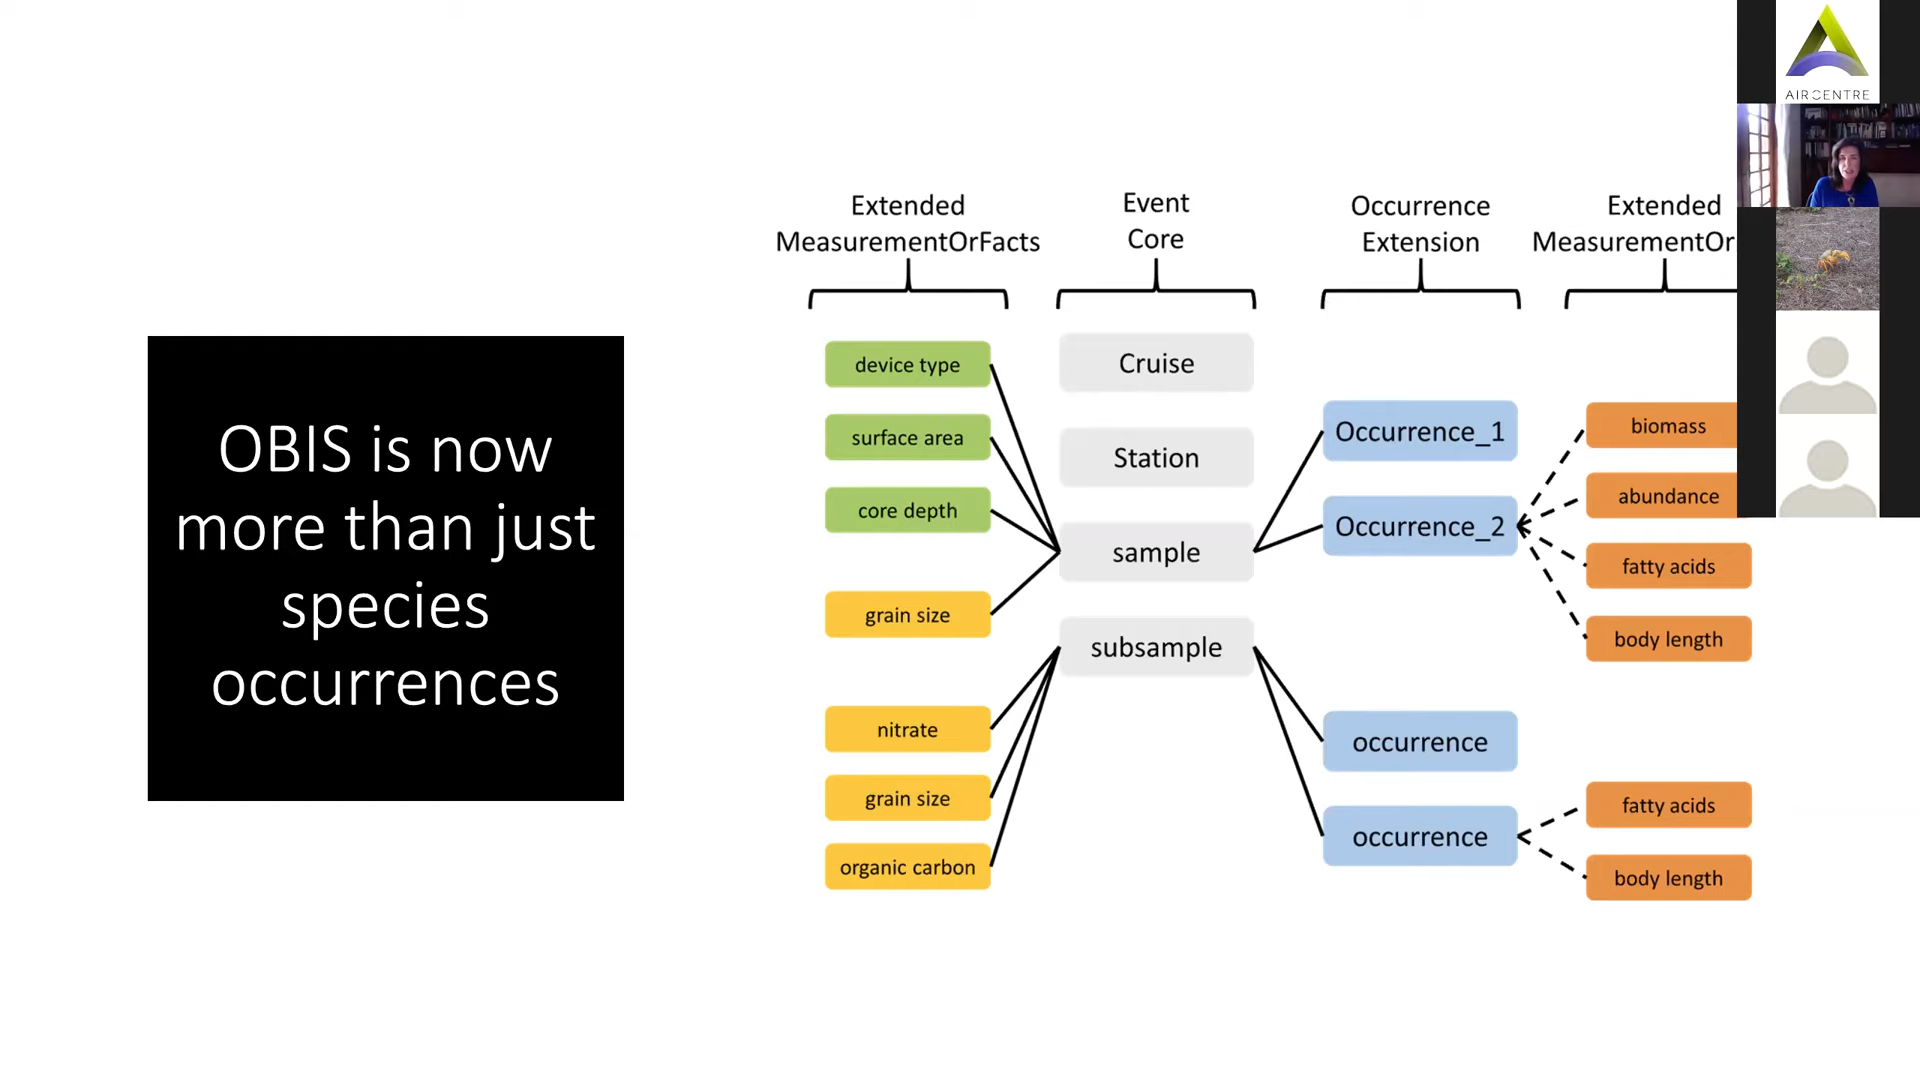 OBIS is now
more than just
species
occurrences
Extended
MeasurementOrFacts
Event
Core
Occurrence
Extension
Extended
MeasurementOr
device type
surface area
core depth
grain size
nitrate
grain size
organic carbon
Cruise
Station
sample
subsample
Occurrence_1
Occurrence_2
occurrence
occurrence
biomass
abundance
fatty acids
body length
fatty acids
body length
AIR CENTRE